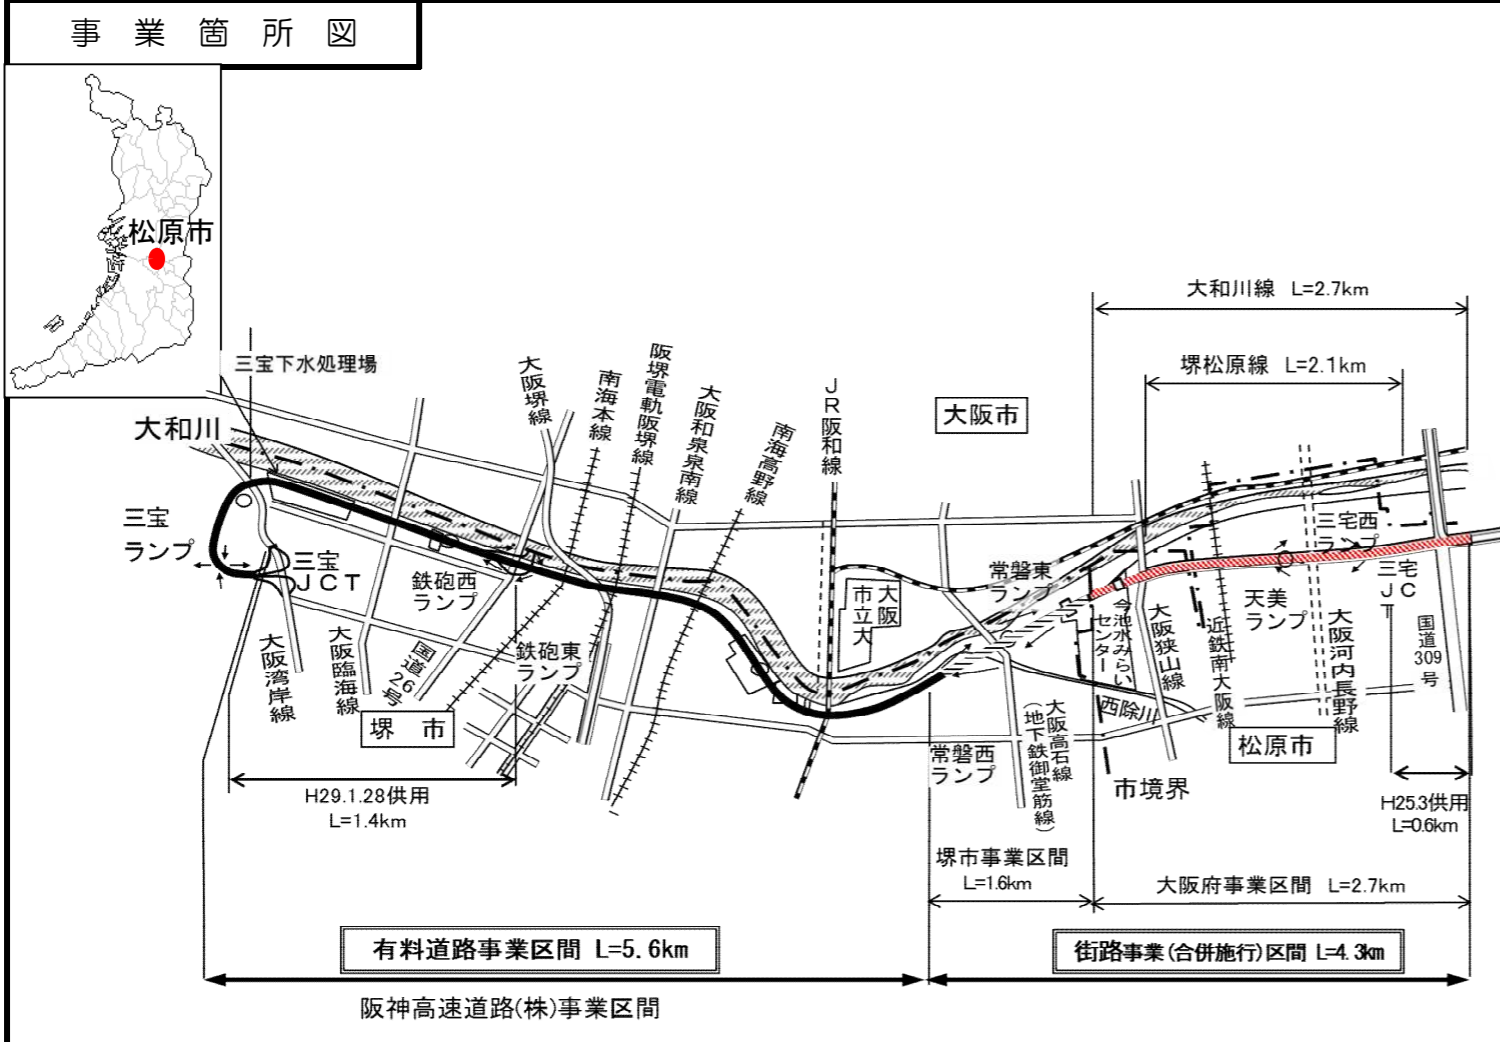 事業箇所図
松原市
大和川線 L=2.7km
堺松原線 L=2.1km
三宝下水処理場
大和川
大阪堺線
南海本線
阪堺電軌阪堺線
大阪和泉泉南線
南海高野線
JR阪和線
大阪市
三宝
ランプ
三宝
JCT
鉄砲西
ランプ
鉄砲東
ランプ
大阪湾岸線
大阪臨海線
国道26号
堺市
大阪
市立大
常磐東
ランプ
今池水みらい
センター
大阪狭山線
近鉄南大阪線
天美
ランプ
三宅西
ランプ
大阪河内長野線
三宅
JCT
国道
309
号
西除川
大阪高石線
(地下鉄御堂筋線)
常磐西
ランプ
市境界
松原市
H29.1.28供用
L=1.4km
H25.3供用
L=0.6km
堺市事業区間
L=1.6km
大阪府事業区間 L=2.7km
有料道路事業区間 L=5.6km
街路事業(合併施行)区間 L=4.3km
阪神高速道路(株)事業区間